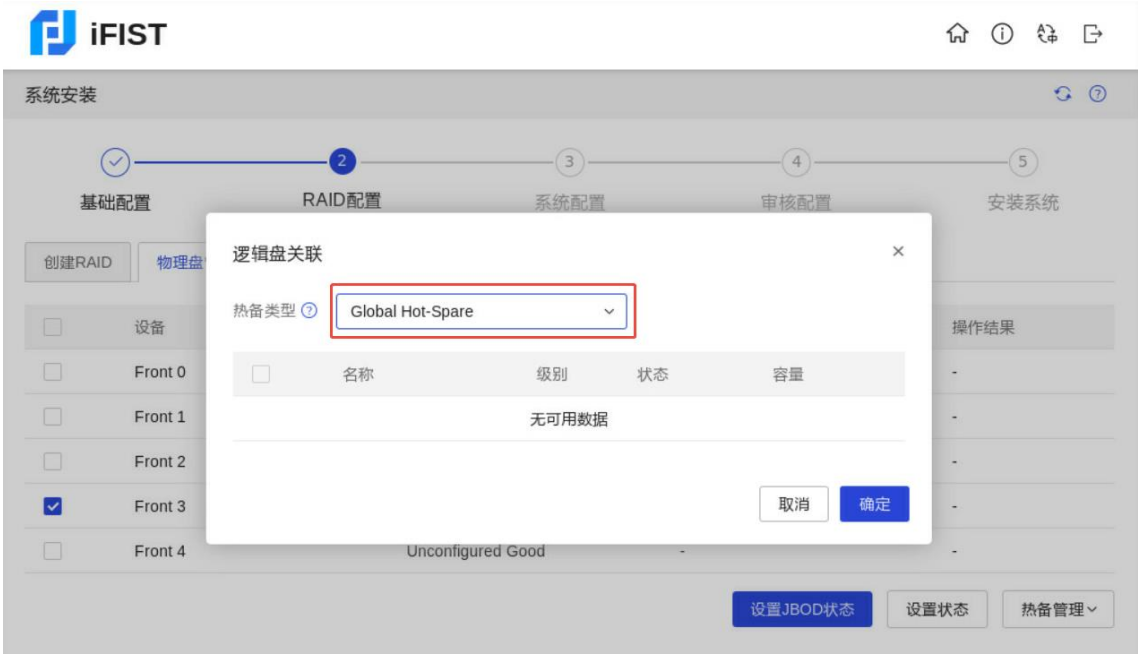 iFIST
系统安装
2 3 4 5
基础配置 RAID配置 系统配置 审核配置 安装系统
创建RAID 物理盘
逻辑盘关联
热备类型 Global Hot-Spare
设备 操作结果
名称 级别 状态 容量
Front 0 -
无可用数据
Front 1 -
Front 2 -
取消 确定
Front 3 -
Front 4 Unconfigured Good - -
设置JBOD状态 设置状态 热备管理